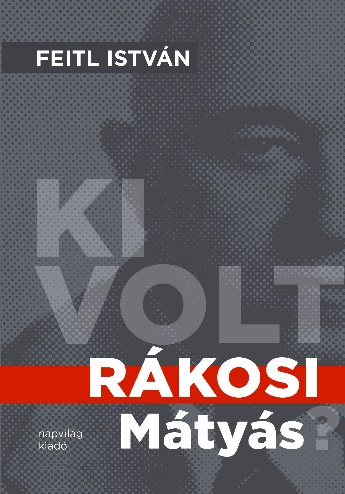 FEITL ISTVÁN
KI
VOLT
RÁKOSI
Mátyás?
napvilág
kiadó